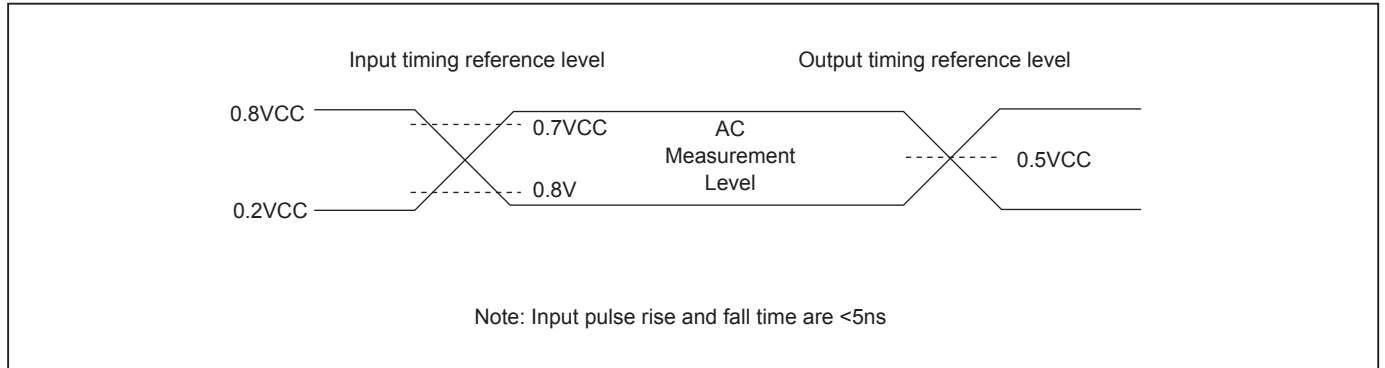 Input timing reference level
Output timing reference level
0.8VCC
0.7VCC
AC
Measurement
Level
0.5VCC
0.8V
0.2VCC
Note: Input pulse rise and fall time are <5ns